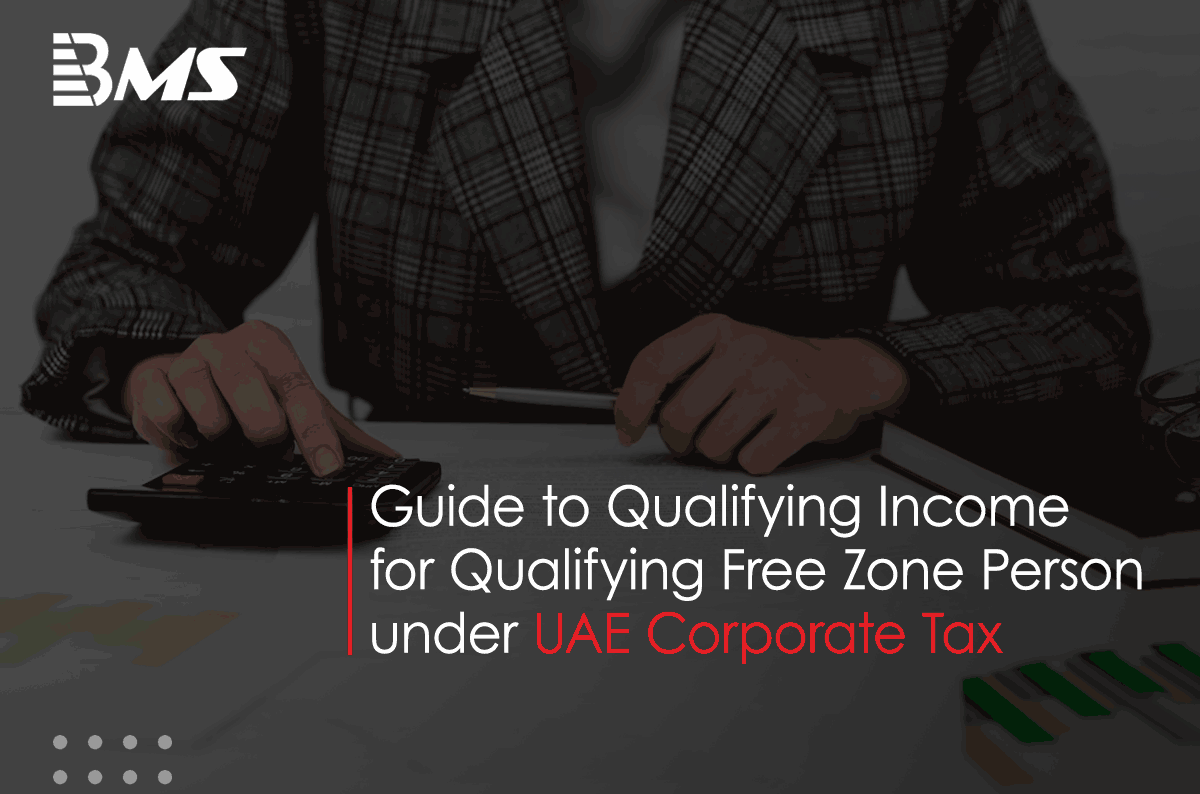 BMS
Guide to Qualifying Income
for Qualifying Free Zone Person
under UAE Corporate Tax